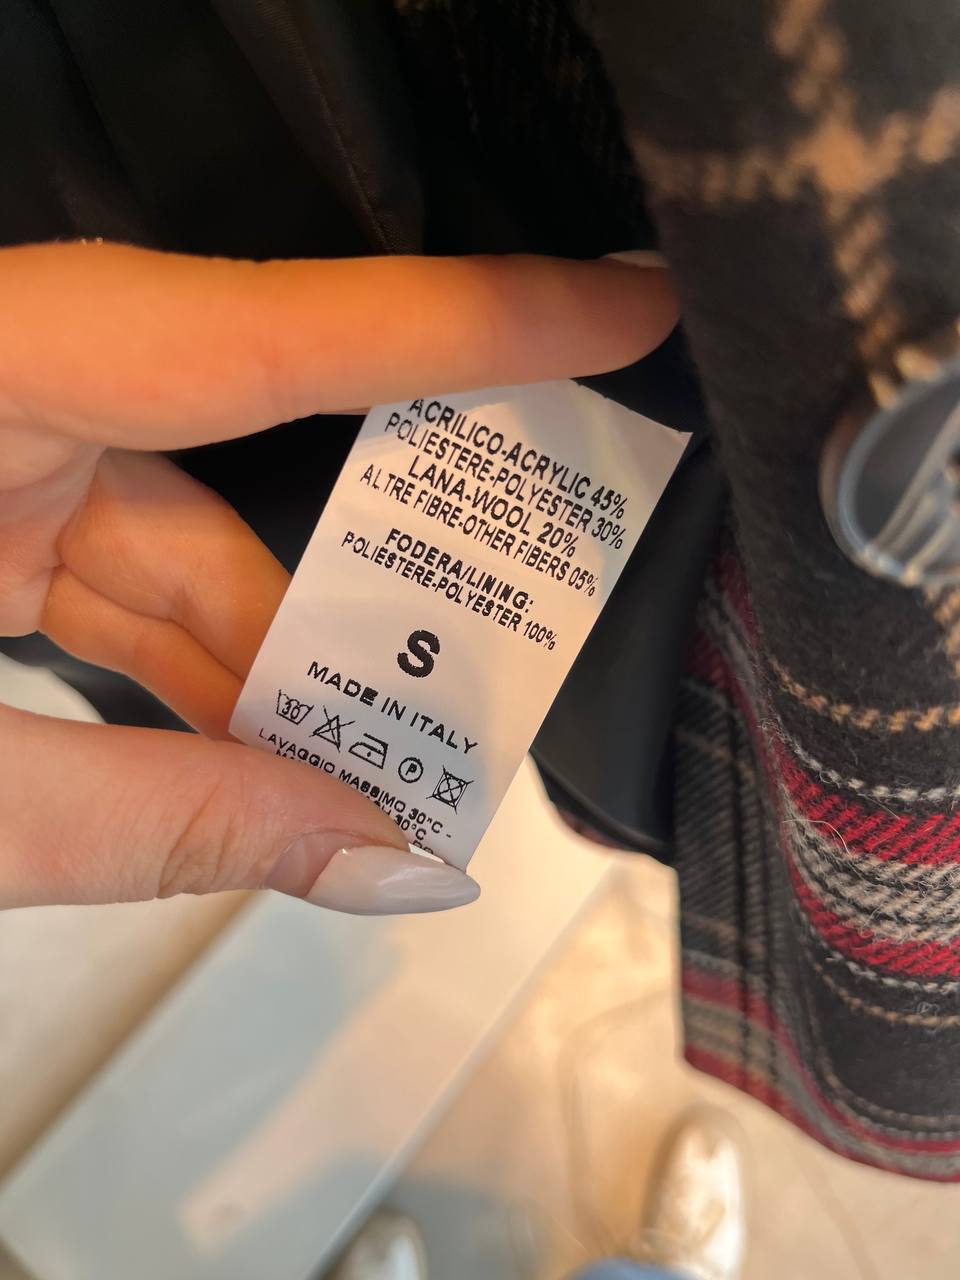 ACRILICO-ACRYLIC 45%
POLIESTERE-POLYESTER 30%
LANA-WOOL 20%
ALTRE FIBRE-OTHER FIBERS 05%
FODERA/LINING:
POLIESTERE-POLYESTER 100%
S
MADE IN ITALY
30 P
LAVAGGIO MASSIMO 30°C -
30°C